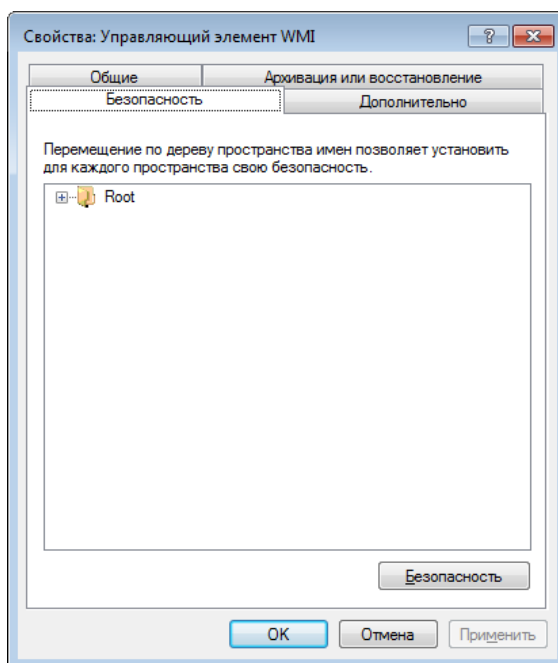 Свойства: Управляющий элемент WMI
Общие
Архивация или восстановление
Безопасность
Дополнительно
Перемещение по дереву пространства имен позволяет установить
для каждого пространства свою безопасность.
Root
Безопасность
OK
Отмена
Применить